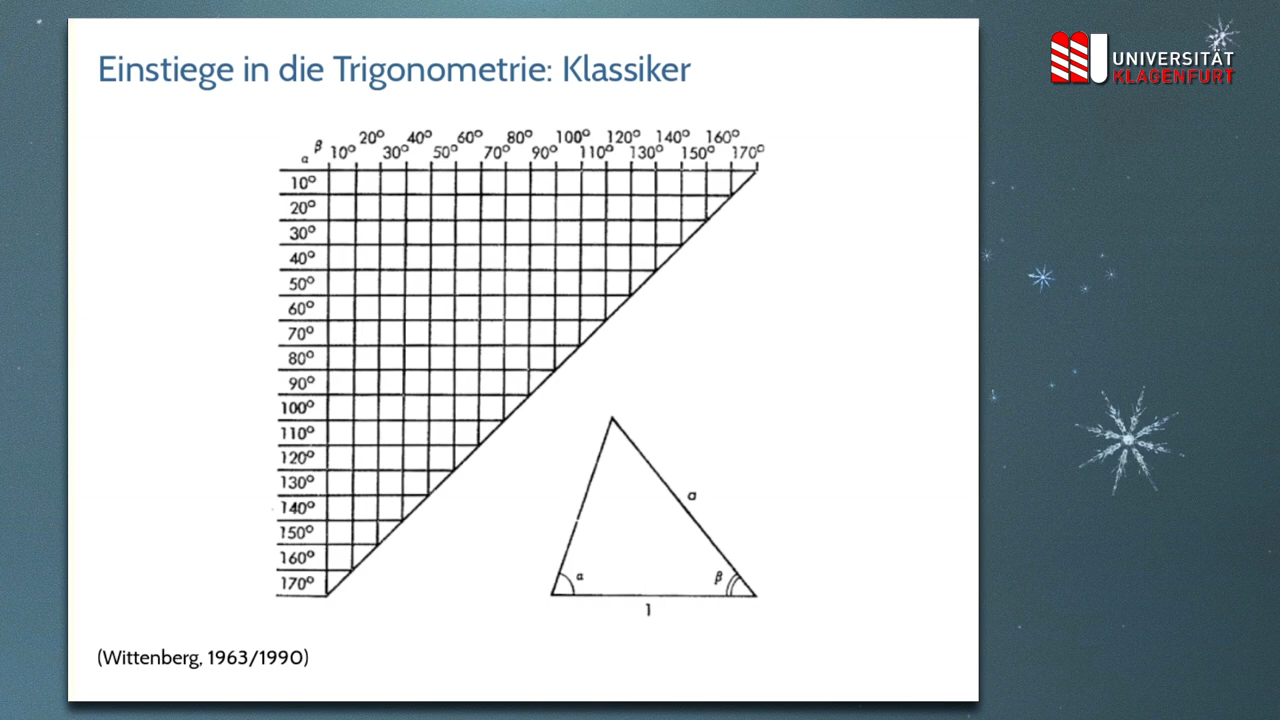 Einstiege in die Trigonometrie: Klassiker
UNIVERSITÄT
KLAGENFURT
20° 40° 60° 80° 100° 120° 140° 160°
β 10° 30° 50° 70° 90° 110° 130° 150° 170°
α
10°
20°
30°
40°
50°
60°
70°
80°
90°
100°
110°
120°
130°
140°
150°
160°
170°
a
α β
1
(Wittenberg, 1963/1990)